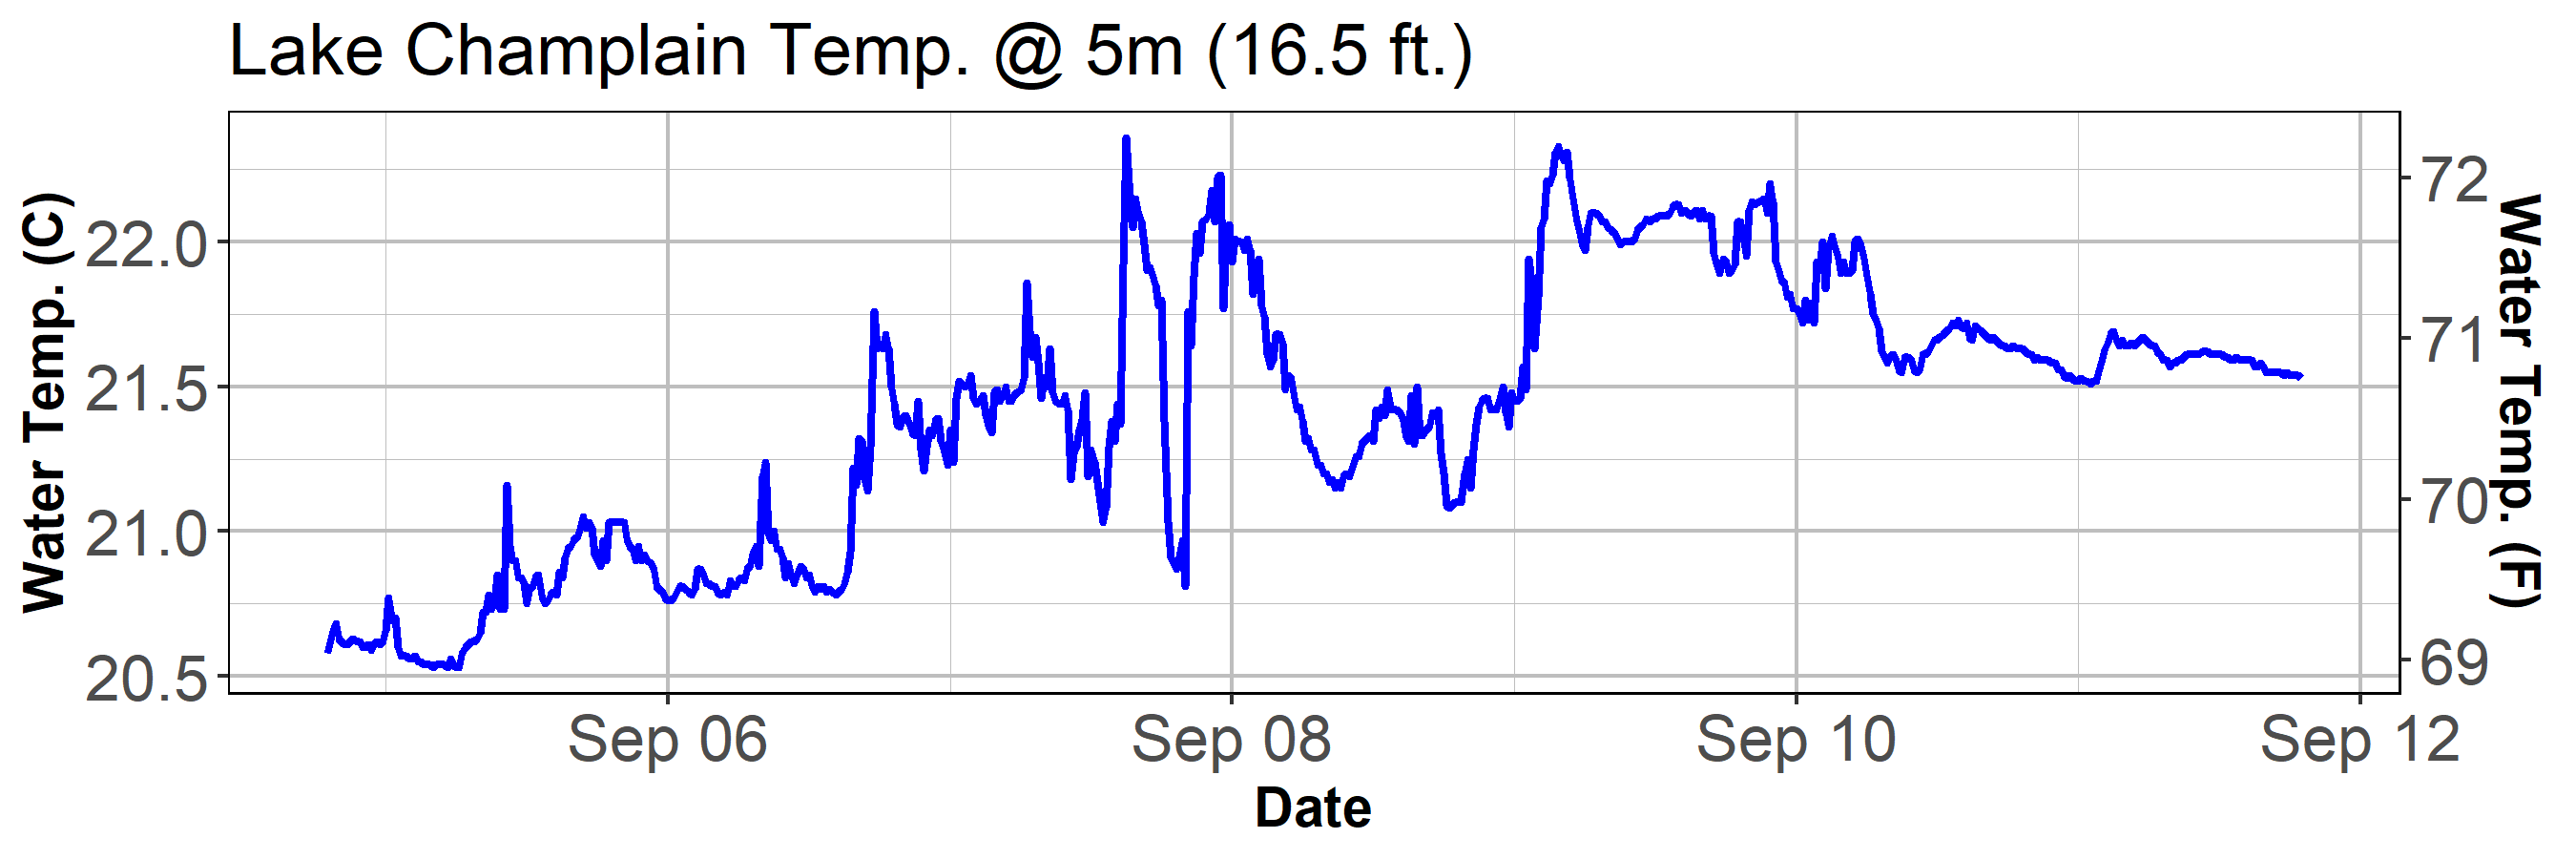 Lake Champlain Temp. @ 5m (16.5 ft.)
Water Temp. (C)
22.0
21.5
21.0
20.5
72
71
70
69
Water Temp. (F)
Sep 06 Sep 08 Sep 10 Sep 12
Date